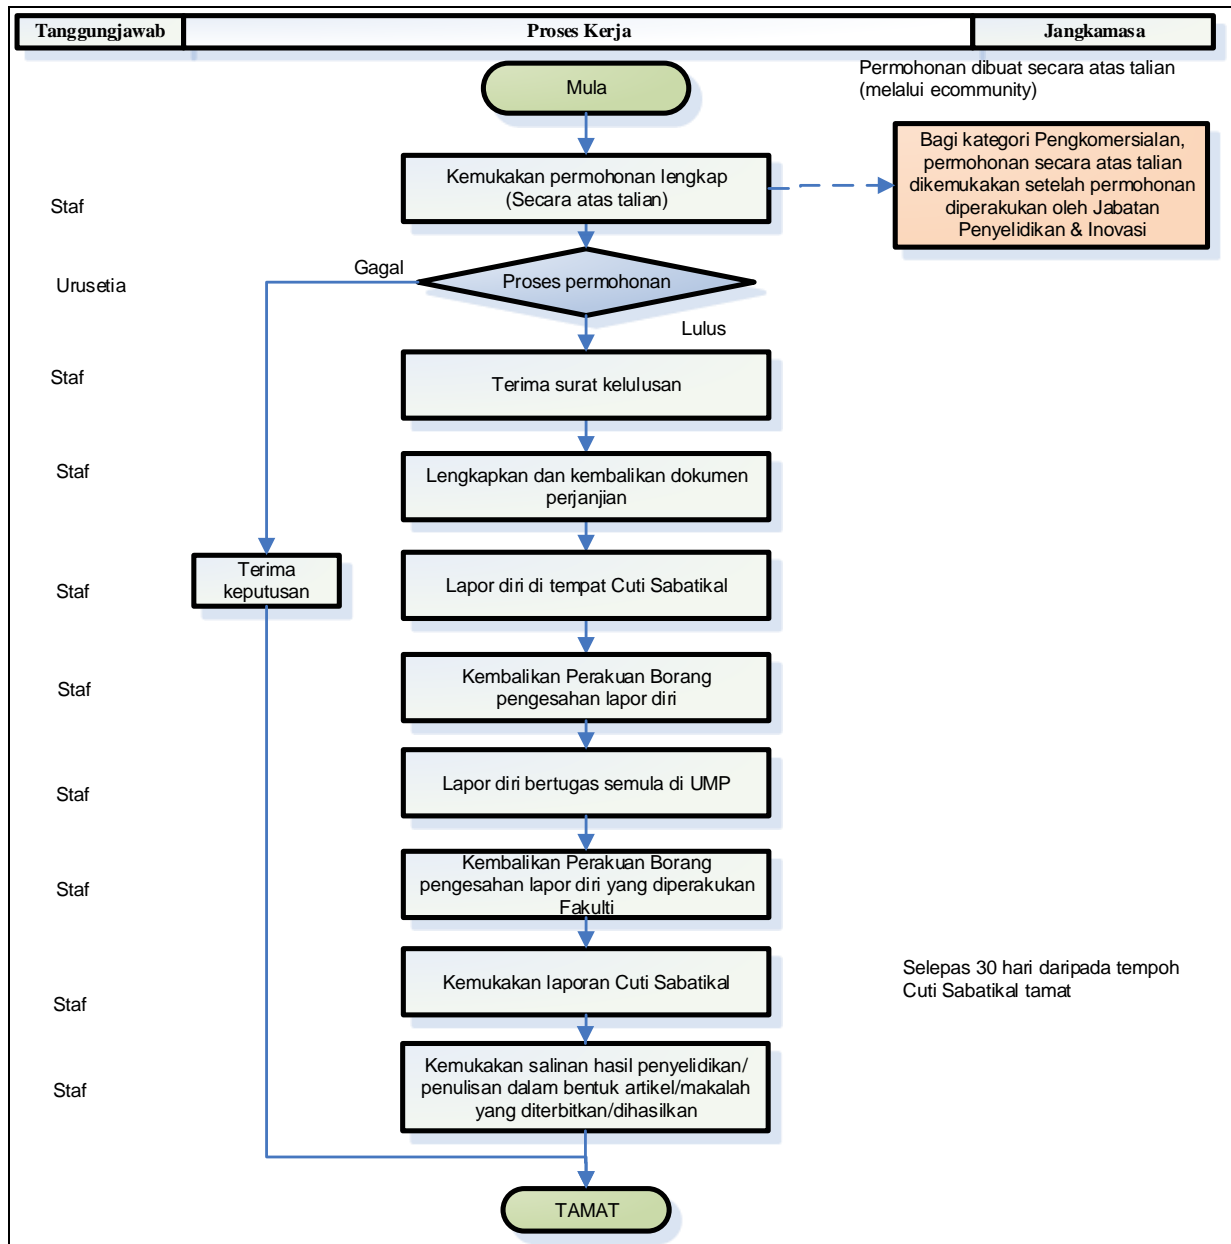 Tanggungjawab
Proses Kerja
Jangkamasa
Permohonan dibuat secara atas talian
(melalui ecommunity)
Mula
Bagi kategori Pengkomersialan,
permohonan secara atas talian
dikemukakan setelah permohonan
diperakukan oleh Jabatan
Penyelidikan & Inovasi
Staf
Kemukakan permohonan lengkap
(Secara atas talian)
Urusetia
Gagal
Proses permohonan
Lulus
Staf
Terima surat kelulusan
Staf
Lengkapkan dan kembalikan dokumen
perjanjian
Terima
keputusan
Staf
Lapor diri di tempat Cuti Sabatikal
Staf
Kembalikan Perakuan Borang
pengesahan lapor diri
Staf
Lapor diri bertugas semula di UMP
Staf
Kembalikan Perakuan Borang
pengesahan lapor diri yang diperakukan
Fakulti
Staf
Kemukakan laporan Cuti Sabatikal
Selepas 30 hari daripada tempoh
Cuti Sabatikal tamat
Staf
Kemukakan salinan hasil penyelidikan/
penulisan dalam bentuk artikel/makalah
yang diterbitkan/dihasilkan
TAMAT